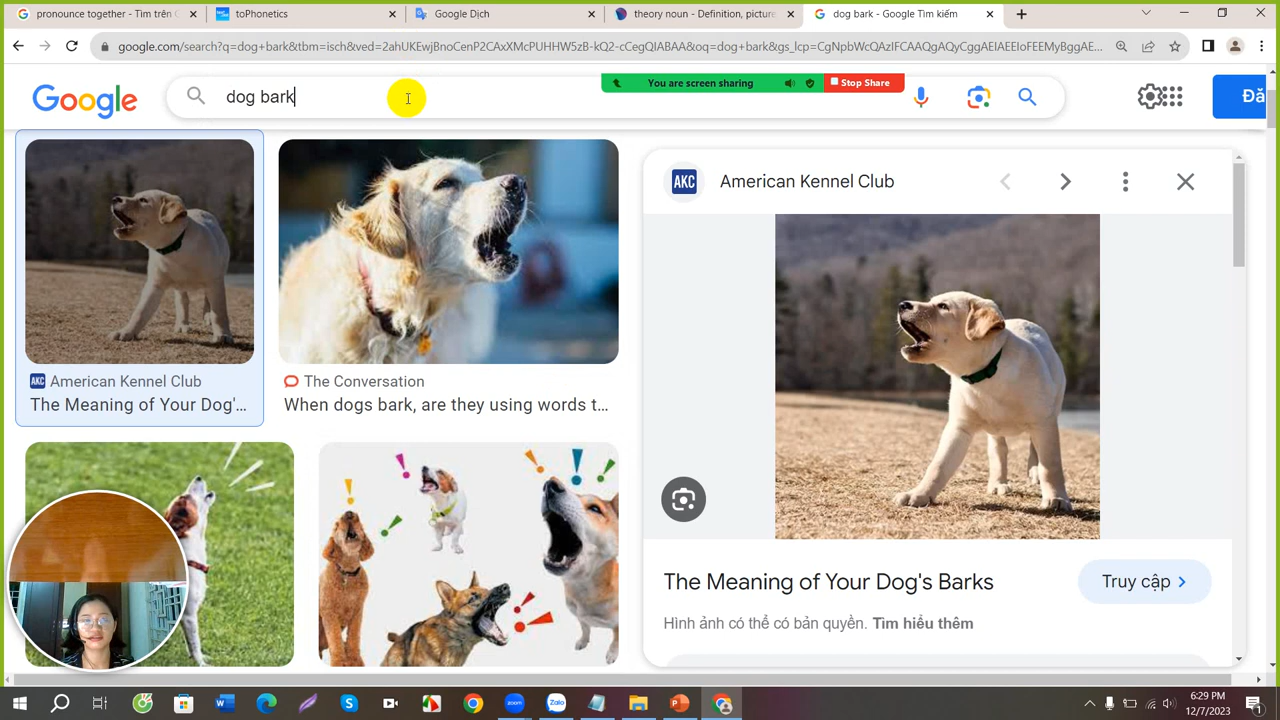 pronounce together - Tìm trên G
toPhonetics
Google Dịch
theory noun - Definition, picture
dog bark - Google Tìm kiếm
google.com/search?q=dog+bark&tbm=isch&ved=2ahUKEwjBnoCenP2CAxMcPHHW5zB-kQ2-cCegQIABAA&oq=dog+bark&gs_lcp=CgNpbWcQAzIFCAAQgAQyCggAEIAEEIoFEEMyBggAE...
Google
dog bark
You are screen sharing
Stop Share
Đă
AKC American Kennel Club
The Meaning of Your Dog'...
The Conversation
When dogs bark, are they using words t...
AKC
American Kennel Club
The Meaning of Your Dog's Barks
Truy cập
Hình ảnh có thể có bản quyền. Tìm hiểu thêm
6:29 PM
12/7/2023